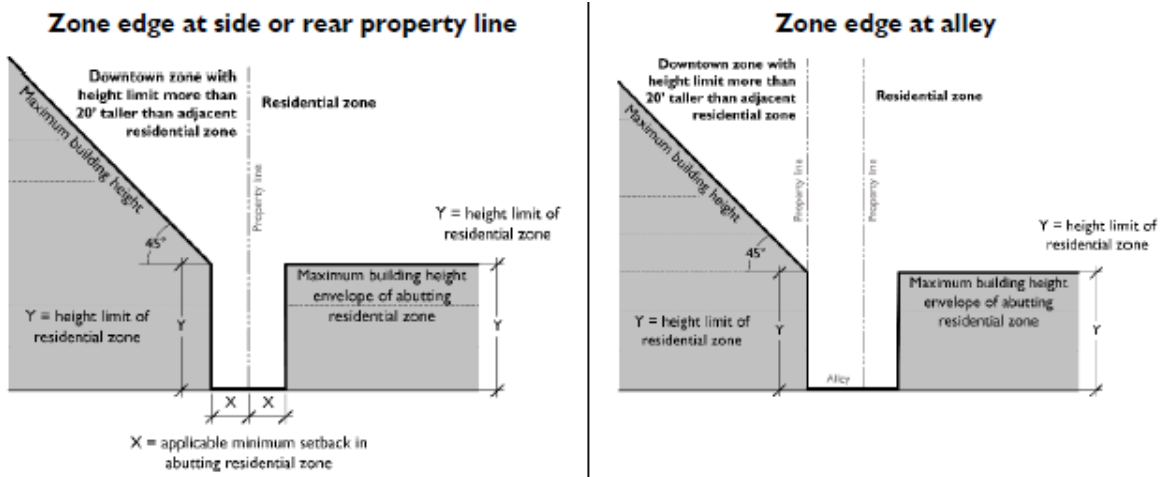 Zone edge at side or rear property line
Downtown zone with
height limit more than
20' taller than adjacent
residential zone
Residential zone
Maximum building height
Property line
45°
Y = height limit of
residential zone
Maximum building height
envelope of abutting
residential zone
Y = height limit of
residential zone
Y
Y
X
X
X = applicable minimum setback in
abutting residential zone
Zone edge at alley
Downtown zone with
height limit more than
20' taller than adjacent
residential zone
Residential zone
Maximum building height
Property line
Property line
45°
Y = height limit of
residential zone
Maximum building height
envelope of abutting
residential zone
Y = height limit of
residential zone
Y
Y
Alley